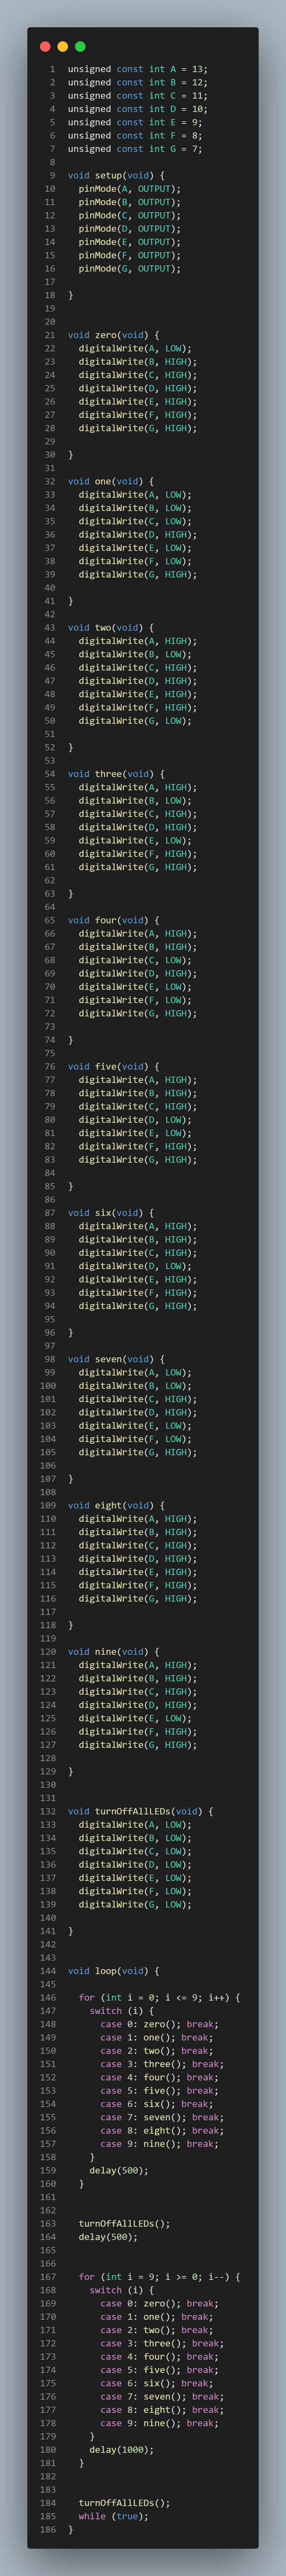 1 unsigned const int A = 13;
2 unsigned const int B = 12;
3 unsigned const int C = 11;
4 unsigned const int D = 10;
5 unsigned const int E = 9;
6 unsigned const int F = 8;
7 unsigned const int G = 7;
8
9 void setup(void) {
10   pinMode(A, OUTPUT);
11   pinMode(B, OUTPUT);
12   pinMode(C, OUTPUT);
13   pinMode(D, OUTPUT);
14   pinMode(E, OUTPUT);
15   pinMode(F, OUTPUT);
16   pinMode(G, OUTPUT);
17
18 }
19
20
21 void zero(void) {
22   digitalWrite(A, LOW);
23   digitalWrite(B, HIGH);
24   digitalWrite(C, HIGH);
25   digitalWrite(D, HIGH);
26   digitalWrite(E, HIGH);
27   digitalWrite(F, HIGH);
28   digitalWrite(G, HIGH);
29
30 }
31
32 void one(void) {
33   digitalWrite(A, LOW);
34   digitalWrite(B, LOW);
35   digitalWrite(C, LOW);
36   digitalWrite(D, HIGH);
37   digitalWrite(E, LOW);
38   digitalWrite(F, LOW);
39   digitalWrite(G, HIGH);
40
41 }
42
43 void two(void) {
44   digitalWrite(A, HIGH);
45   digitalWrite(B, LOW);
46   digitalWrite(C, HIGH);
47   digitalWrite(D, HIGH);
48   digitalWrite(E, HIGH);
49   digitalWrite(F, HIGH);
50   digitalWrite(G, LOW);
51
52 }
53
54 void three(void) {
55   digitalWrite(A, HIGH);
56   digitalWrite(B, LOW);
57   digitalWrite(C, HIGH);
58   digitalWrite(D, HIGH);
59   digitalWrite(E, LOW);
60   digitalWrite(F, HIGH);
61   digitalWrite(G, HIGH);
62
63 }
64
65 void four(void) {
66   digitalWrite(A, HIGH);
67   digitalWrite(B, HIGH);
68   digitalWrite(C, LOW);
69   digitalWrite(D, HIGH);
70   digitalWrite(E, LOW);
71   digitalWrite(F, LOW);
72   digitalWrite(G, HIGH);
73
74 }
75
76 void five(void) {
77   digitalWrite(A, HIGH);
78   digitalWrite(B, HIGH);
79   digitalWrite(C, HIGH);
80   digitalWrite(D, LOW);
81   digitalWrite(E, LOW);
82   digitalWrite(F, HIGH);
83   digitalWrite(G, HIGH);
84
85 }
86
87 void six(void) {
88   digitalWrite(A, HIGH);
89   digitalWrite(B, HIGH);
90   digitalWrite(C, HIGH);
91   digitalWrite(D, LOW);
92   digitalWrite(E, HIGH);
93   digitalWrite(F, HIGH);
94   digitalWrite(G, HIGH);
95
96 }
97
98 void seven(void) {
99   digitalWrite(A, LOW);
100   digitalWrite(B, LOW);
101   digitalWrite(C, HIGH);
102   digitalWrite(D, HIGH);
103   digitalWrite(E, LOW);
104   digitalWrite(F, LOW);
105   digitalWrite(G, HIGH);
106
107 }
108
109 void eight(void) {
110   digitalWrite(A, HIGH);
111   digitalWrite(B, HIGH);
112   digitalWrite(C, HIGH);
113   digitalWrite(D, HIGH);
114   digitalWrite(E, HIGH);
115   digitalWrite(F, HIGH);
116   digitalWrite(G, HIGH);
117
118 }
119
120 void nine(void) {
121   digitalWrite(A, HIGH);
122   digitalWrite(B, HIGH);
123   digitalWrite(C, HIGH);
124   digitalWrite(D, HIGH);
125   digitalWrite(E, LOW);
126   digitalWrite(F, HIGH);
127   digitalWrite(G, HIGH);
128
129 }
130
131
132 void turnOffAllLEDs(void) {
133   digitalWrite(A, LOW);
134   digitalWrite(B, LOW);
135   digitalWrite(C, LOW);
136   digitalWrite(D, LOW);
137   digitalWrite(E, LOW);
138   digitalWrite(F, LOW);
139   digitalWrite(G, LOW);
140
141 }
142
143
144 void loop(void) {
145
146   for (int i = 0; i <= 9; i++) {
147     switch (i) {
148       case 0: zero(); break;
149       case 1: one(); break;
150       case 2: two(); break;
151       case 3: three(); break;
152       case 4: four(); break;
153       case 5: five(); break;
154       case 6: six(); break;
155       case 7: seven(); break;
156       case 8: eight(); break;
157       case 9: nine(); break;
158     }
159     delay(500);
160   }
161
162
163   turnOffAllLEDs();
164   delay(500);
165
166
167   for (int i = 9; i >= 0; i--) {
168     switch (i) {
169       case 0: zero(); break;
170       case 1: one(); break;
171       case 2: two(); break;
172       case 3: three(); break;
173       case 4: four(); break;
174       case 5: five(); break;
175       case 6: six(); break;
176       case 7: seven(); break;
177       case 8: eight(); break;
178       case 9: nine(); break;
179     }
180     delay(1000);
181   }
182
183
184   turnOffAllLEDs();
185   while (true);
186 }